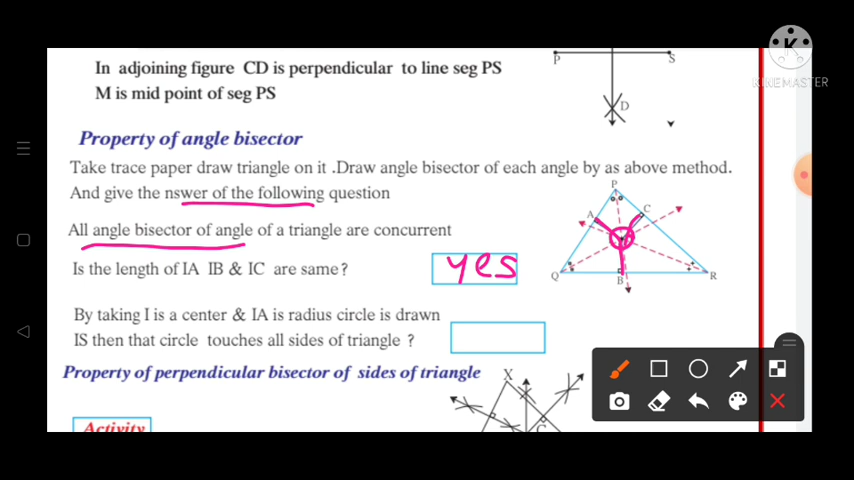 In adjoining figure CD is perpendicular to line seg PS
M is mid point of seg PS
P
S
D
K
KINEMASTER
Property of angle bisector
Take trace paper draw triangle on it .Draw angle bisector of each angle by as above method.
And give the nswer of the following question
All angle bisector of angle of a triangle are concurrent
Is the length of IA IB & IC are same?
yes
P
A
C
Q
B
R
By taking I is a center & IA is radius circle is drawn
IS then that circle touches all sides of triangle ?
Property of perpendicular bisector of sides of triangle
X
C
Activity